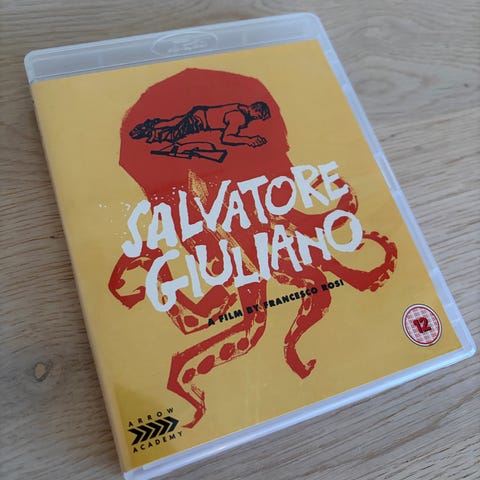 SALVATORE
GIULIANO
A FILM BY FRANCESCO ROSI
12
ARROW
ACADEMY